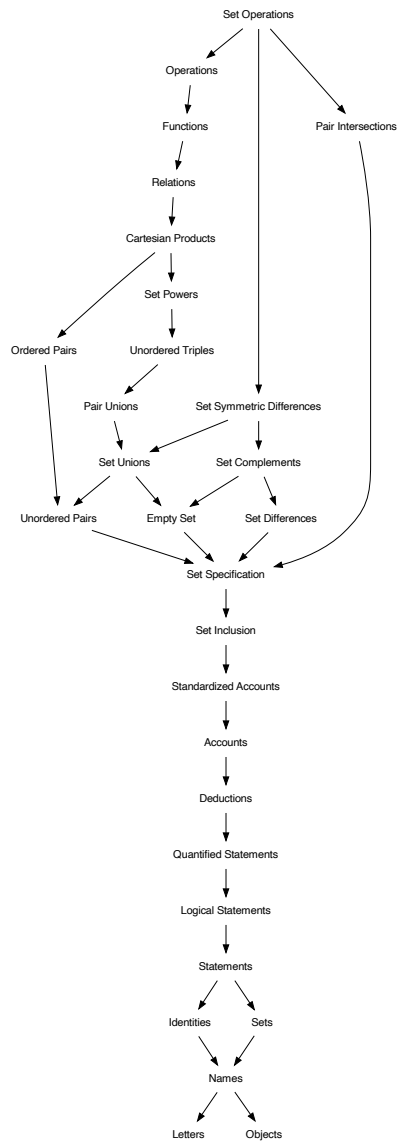 Set Operations
Operations
Functions
Pair Intersections
Relations
Cartesian Products
Set Powers
Ordered Pairs
Unordered Triples
Pair Unions
Set Symmetric Differences
Set Unions
Set Complements
Unordered Pairs
Empty Set
Set Differences
Set Specification
Set Inclusion
Standardized Accounts
Accounts
Deductions
Quantified Statements
Logical Statements
Statements
Identities
Sets
Names
Letters
Objects